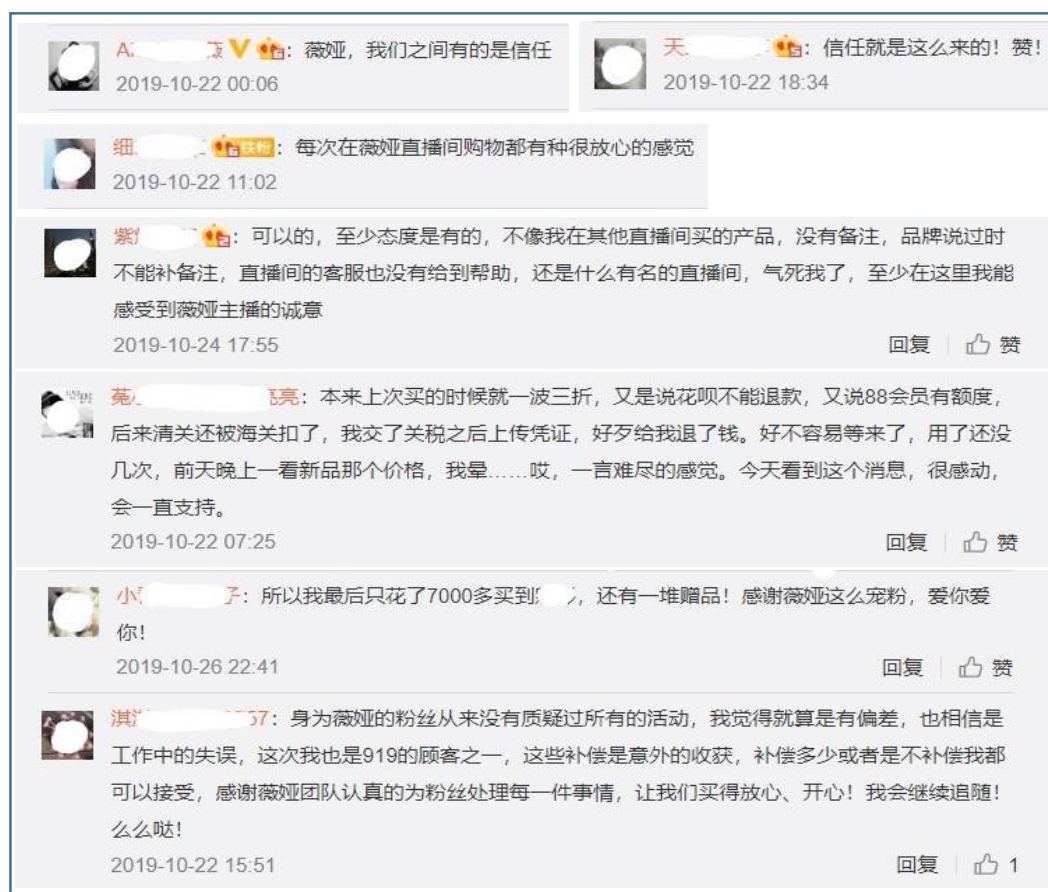 A 薇：薇娅，我们之间有的是信任
2019-10-22 00:06
天 ：信任就是这么来的！赞！
2019-10-22 18:34
细 铁粉：每次在薇娅直播间购物都有种很放心的感觉
2019-10-22 11:02
紫 ：可以的，至少态度是有的，不像我在其他直播间买的产品，没有备注，品牌说过时
不能补备注，直播间的客服也没有给到帮助，还是什么有名的直播间，气死我了，至少在这里我能
感受到薇娅主播的诚意
2019-10-24 17:55
回复 赞
菟 亮：本来上次买的时候就一波三折，又是说花呗不能退款，又说88会员有额度，
后来清关还被海关扣了，我交了关税之后上传凭证，好歹给我退了钱。好不容易等来了，用了还没
几次，前天晚上一看新品那个价格，我晕……哎，一言难尽的感觉。今天看到这个消息，很感动，
会一直支持。
2019-10-22 07:25
回复 赞
小 子：所以我最后只花了7000多买到 ，还有一堆赠品！感谢薇娅这么宠粉，爱你爱
你！
2019-10-26 22:41
回复 赞
淇 57：身为薇娅的粉丝从来没有质疑过所有的活动，我觉得就算是有偏差，也相信是
工作中的失误，这次我也是919的顾客之一，这些补偿是意外的收获，补偿多少或者是不补偿我都
可以接受，感谢薇娅团队认真的为粉丝处理每一件事情，让我们买得放心、开心！我会继续追随！
么么哒！
2019-10-22 15:51
回复 1